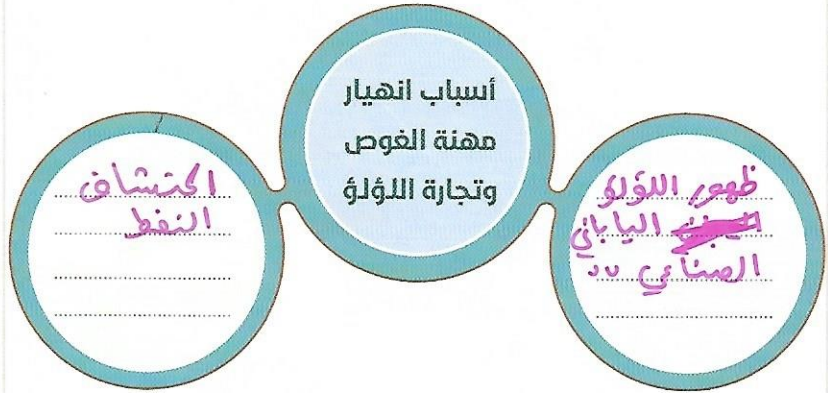 أسباب انهيار
مهنة الغوص
وتجارة اللؤلؤ
ظهور اللؤلؤ
الياباني
الصناعي
اكتشاف
النفط